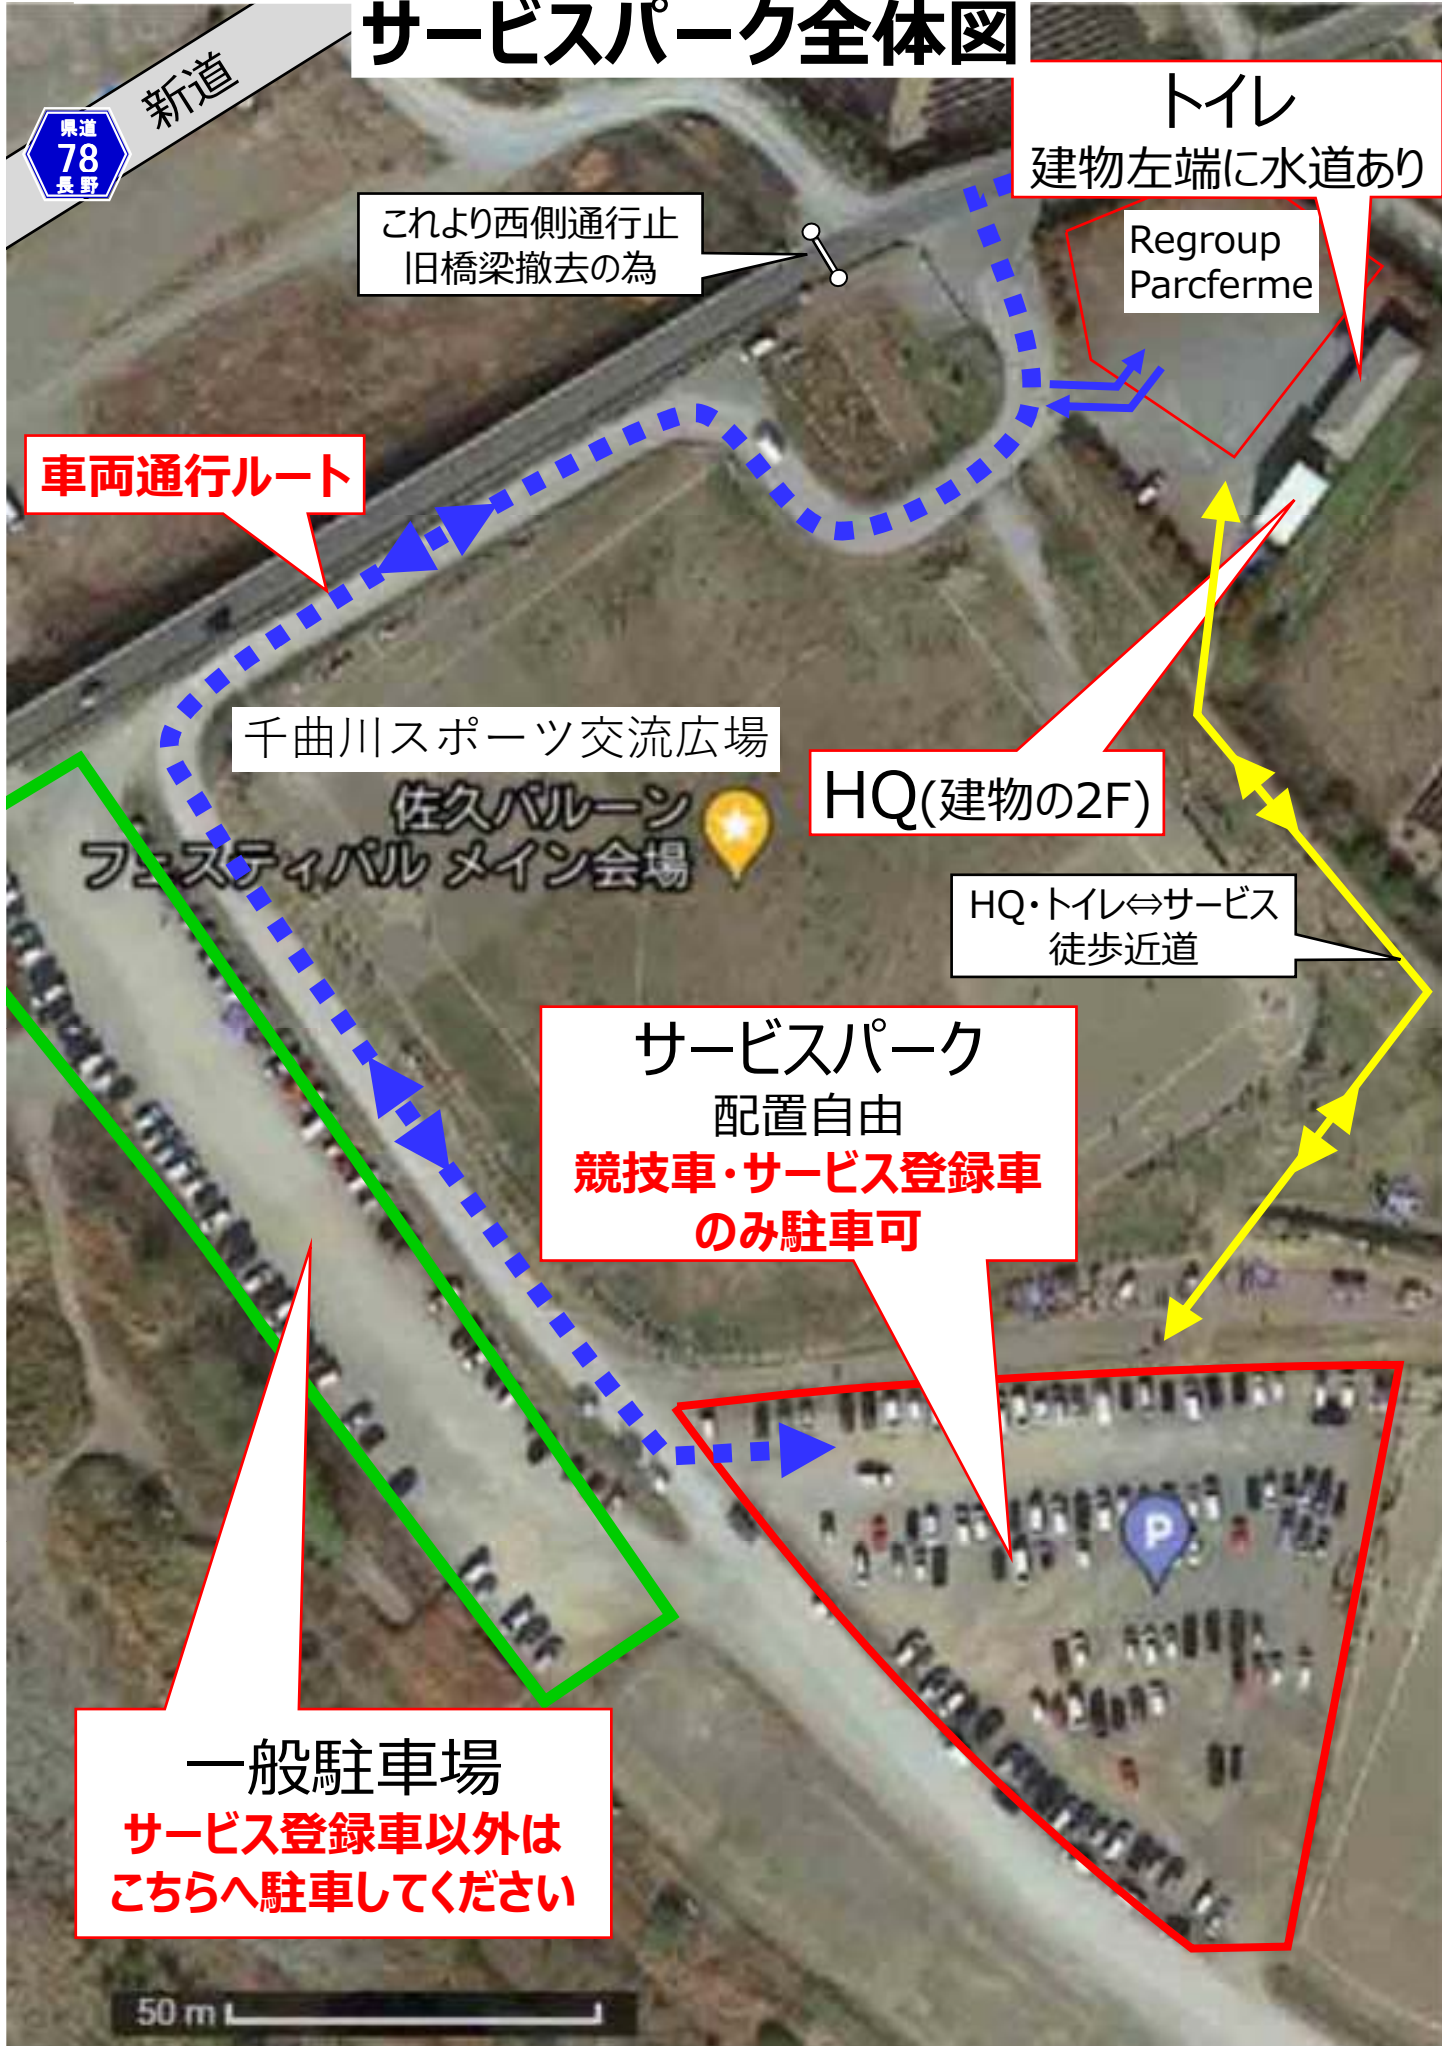 サービスパーク全体図
新道
県道
78
長野
トイレ
建物左端に水道あり
これより西側通行止
旧橋梁撤去の為
Regroup
Parcferme
車両通行ルート
千曲川スポーツ交流広場
佐久バルーン
フェスティバル メイン会場
HQ(建物の2F)
HQ・トイレ⇔サービス
徒歩近道
サービスパーク
配置自由
競技車・サービス登録車
のみ駐車可
P
一般駐車場
サービス登録車以外は
こちらへ駐車してください
50 m